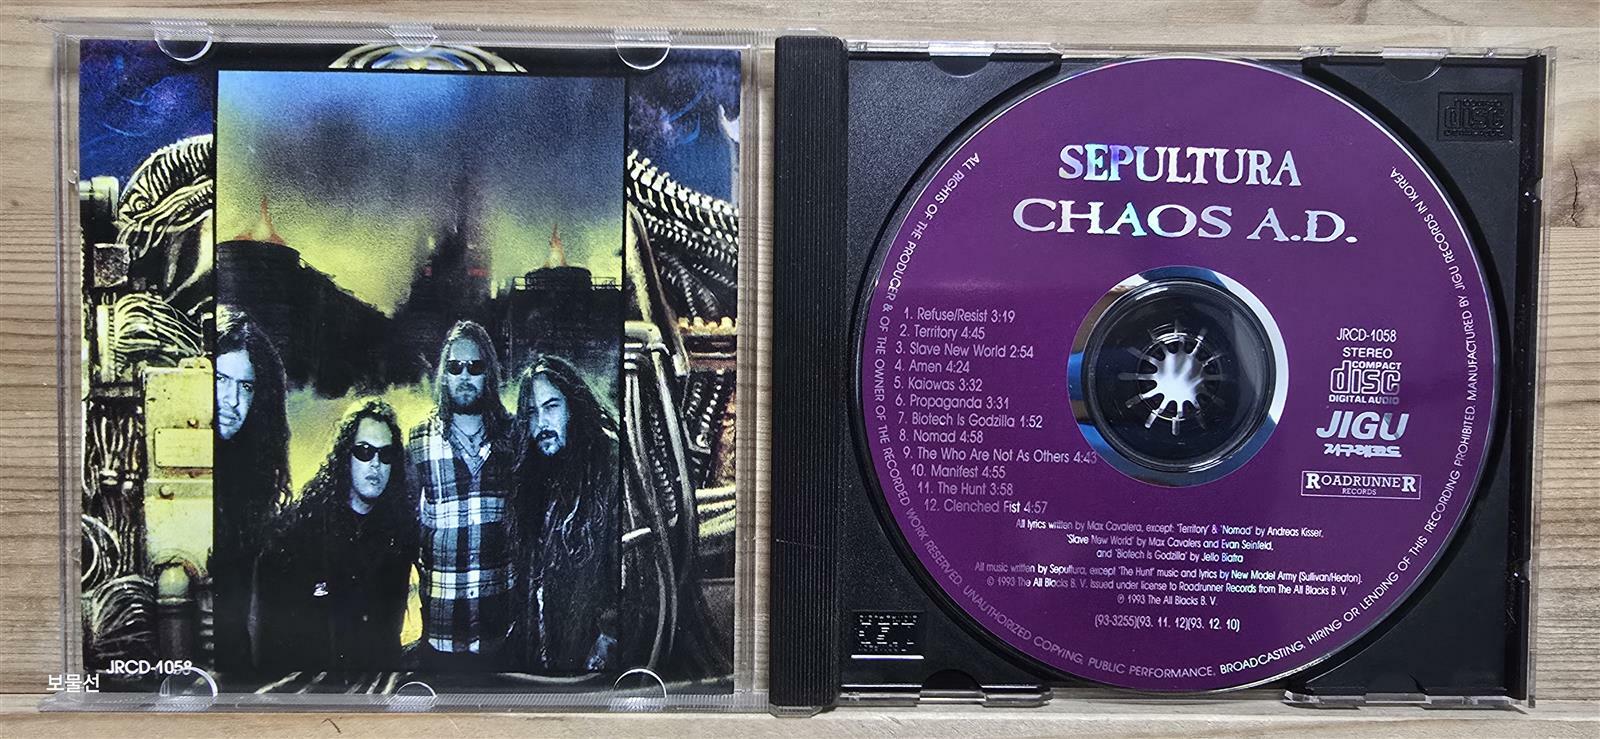 JRCD-1058
보물선
SEPULTURA
CHAOS A.D.
1. Refuse/Resist 3:19
2. Territory 4:45
3. Slave New World 2:54
4. Amen 4:24
5. Kaiowas 3:32
6. Propaganda 3:31
7. Biotech Is Godzilla 1:52
8. Nomad 4:58
9. The Who Are Not As Others 4:43
10. Manifest 4:55
11. The Hunt 3:58
12. Clenched Fist 4:57
JRCD-1058
STEREO
COMPACT
disc
DIGITAL AUDIO
JIGU
지구레코드
ROADRUNNER
RECORDS
All lyrics written by Max Cavalera, except: 'Territory' & 'Nomad' by Andreas Kisser,
'Slave New World' by Max Cavalers and Evan Seinfeld,
and 'Biotech Is Godzilla' by Jello Biafra
All music written by Sepultura, except 'The Hunt' music and lyrics by New Model Army (Sullivan/Heaton).
© 1993 The All Blacks B. V. Issued under license to Roadrunner Records from The All Blacks B. V.
℗ 1993 The All Blacks B. V.
(93-3255)(93. 11. 12)(93. 12. 10)
ALL RIGHTS OF THE PRODUCER & OF THE OWNER OF THE RECORDED WORK RESERVED. UNAUTHORIZED COPYING, PUBLIC PERFORMANCE, BROADCASTING, HIRING OR LENDING OF THIS RECORDING PROHIBITED. MANUFACTURED BY JIGU RECORDS IN KOREA.
disc